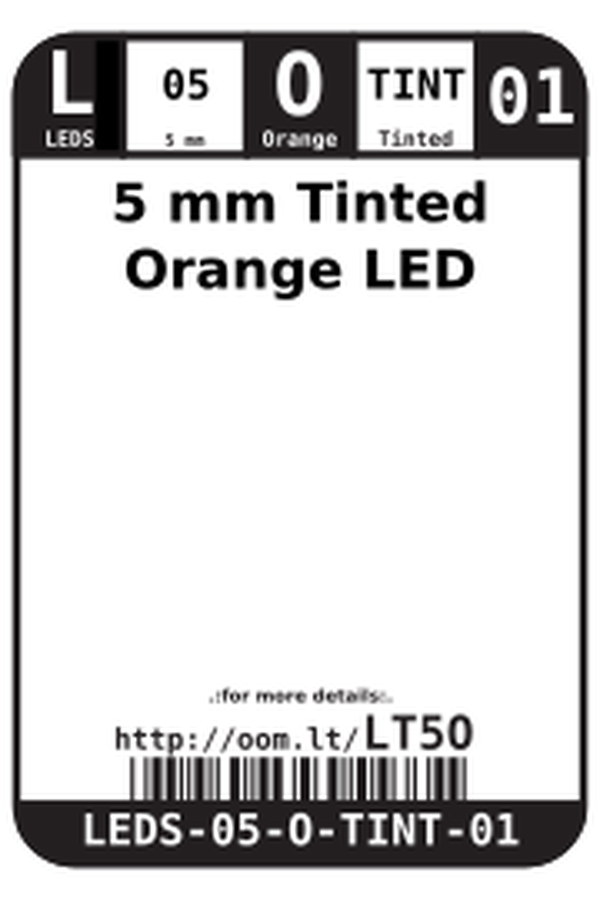 L 05 O TINT 01
LEDS 5 mm Orange Tinted
5 mm Tinted
Orange LED
.:for more details:.
http://oom.lt/LT5O
LEDS-05-O-TINT-01